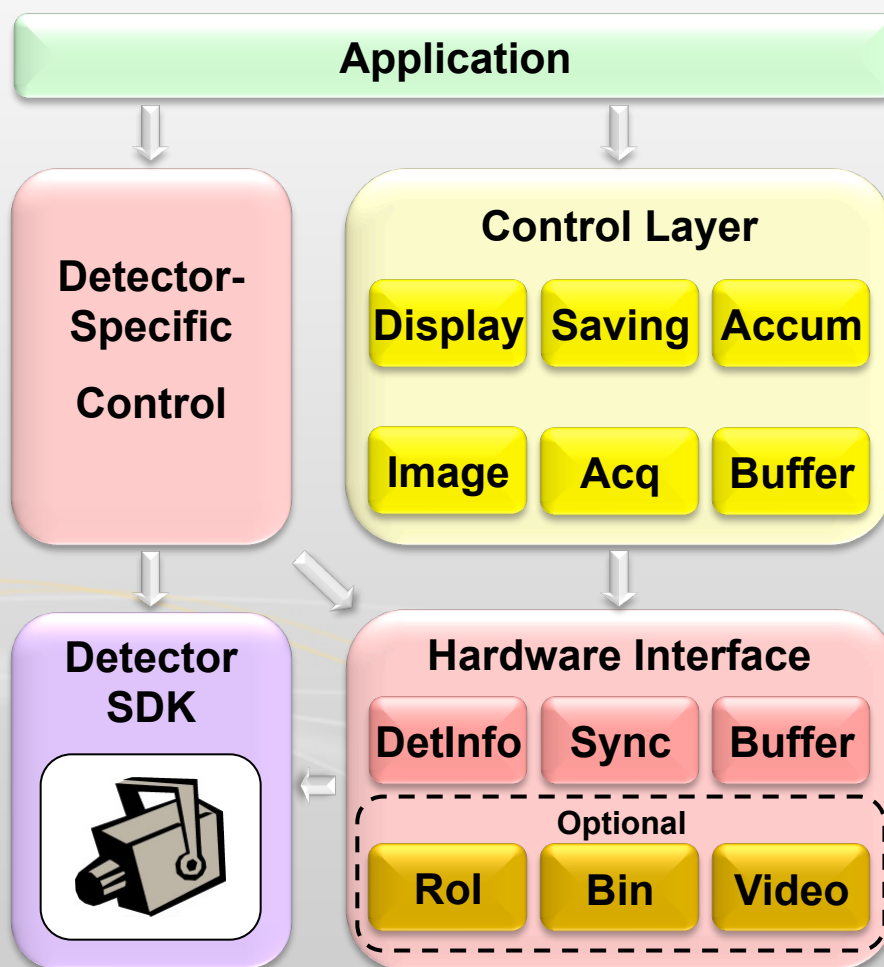 Application
Detector-
Specific
Control
Control Layer
Display
Saving
Accum
Image
Acq
Buffer
Detector
SDK
Hardware Interface
DetInfo
Sync
Buffer
Optional
RoI
Bin
Video